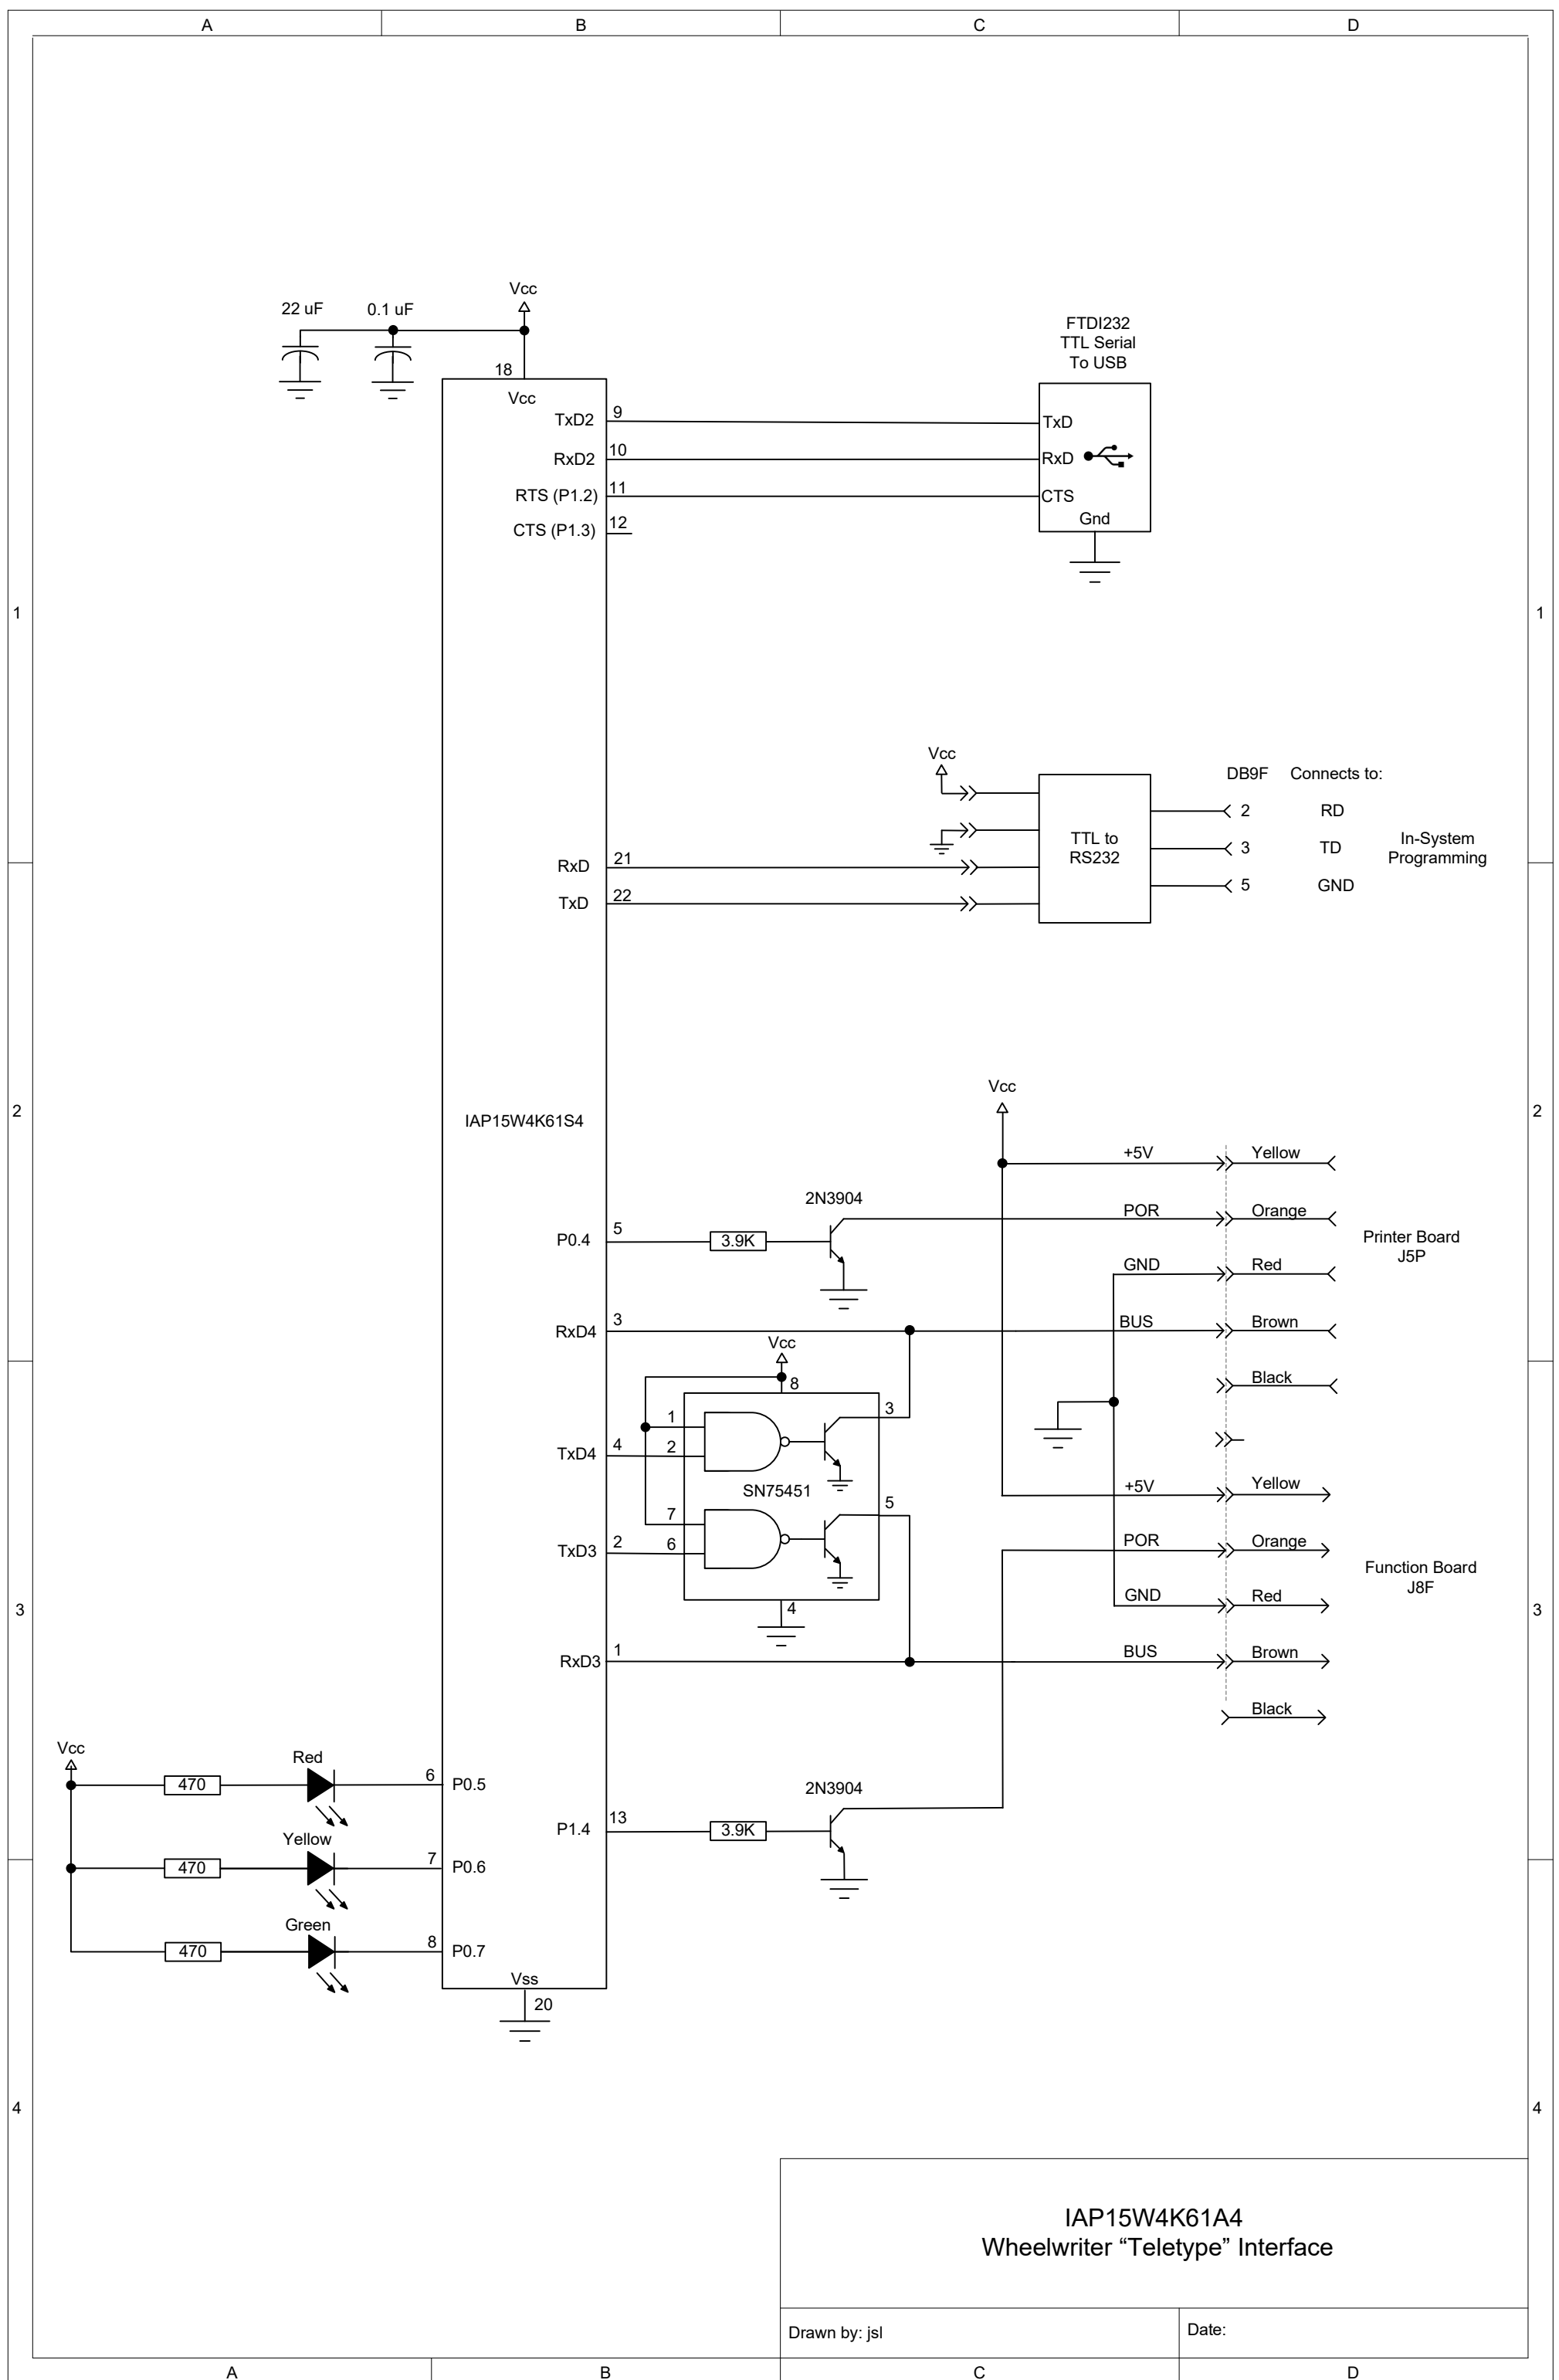 A
B
C
D
Vcc
22 uF
0.1 uF
FTDI232
TTL Serial
To USB
18
Vcc
TxD2
9
TxD
RxD2
10
RxD
RTS (P1.2)
11
CTS
CTS (P1.3)
12
Gnd
1
1
Vcc
DB9F
Connects to:
2
RD
TTL to
RS232
3
TD
In-System
Programming
RxD
21
5
GND
TxD
22
Vcc
2
IAP15W4K61S4
2
+5V
Yellow
2N3904
POR
Orange
P0.4
5
3.9K
Printer Board
J5P
GND
Red
RxD4
3
BUS
Brown
Vcc
8
Black
1
3
TxD4
4
2
SN75451
+5V
Yellow
7
5
TxD3
2
6
POR
Orange
Function Board
J8F
GND
Red
4
3
3
RxD3
1
BUS
Brown
Black
Vcc
Red
470
6
P0.5
2N3904
P1.4
13
3.9K
Yellow
470
7
P0.6
Green
470
8
P0.7
Vss
20
4
4
IAP15W4K61A4
Wheelwriter “Teletype” Interface
Drawn by: jsl
Date:
A
B
C
D